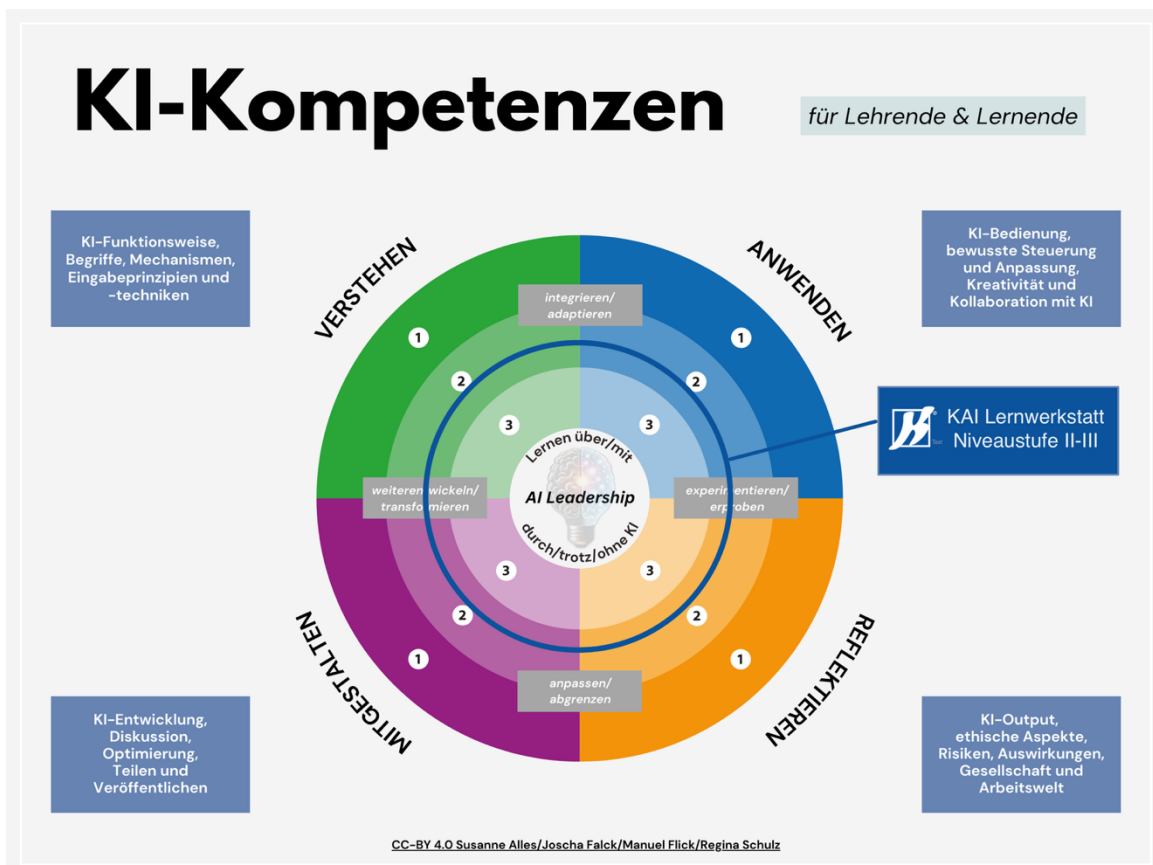 KI-Kompetenzen
für Lehrende & Lernende
KI-Funktionsweise,
Begriffe, Mechanismen,
Eingabeprinzipien und
-techniken
VERSTEHEN
ANWENDEN
KI-Bedienung,
bewusste Steuerung
und Anpassung,
Kreativität und
Kollaboration mit KI
integrieren/
adaptieren
1
1
2
2
3
3
KAI Lernwerkstatt
Niveaustufe II-III
Lernen über/mit
weiterentwickeln/
transformieren
AI Leadership
experimentieren/
erproben
durch/trotz/ohne KI
3
3
2
2
1
1
anpassen/
abgrenzen
MITGESTALTEN
REFLEKTIEREN
KI-Entwicklung,
Diskussion,
Optimierung,
Teilen und
Veröffentlichen
KI-Output,
ethische Aspekte,
Risiken, Auswirkungen,
Gesellschaft und
Arbeitswelt
CC-BY 4.0 Susanne Alles/Joscha Falck/Manuel Flick/Regina Schulz